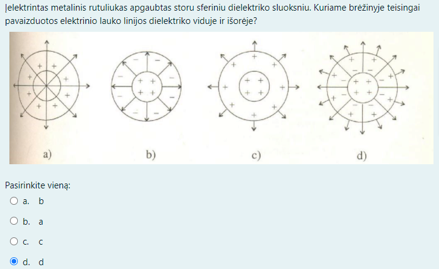 Įelektrintas metalinis rutuliukas apgaubtas storu sferiniu dielektriko sluoksniu. Kuriame brėžinyje teisingai
pavaizduotos elektrinio lauko linijos dielektriko viduje ir išorėje?
a) b) c) d)
Pasirinkite vieną:
a. b
b. a
c. c
d. d